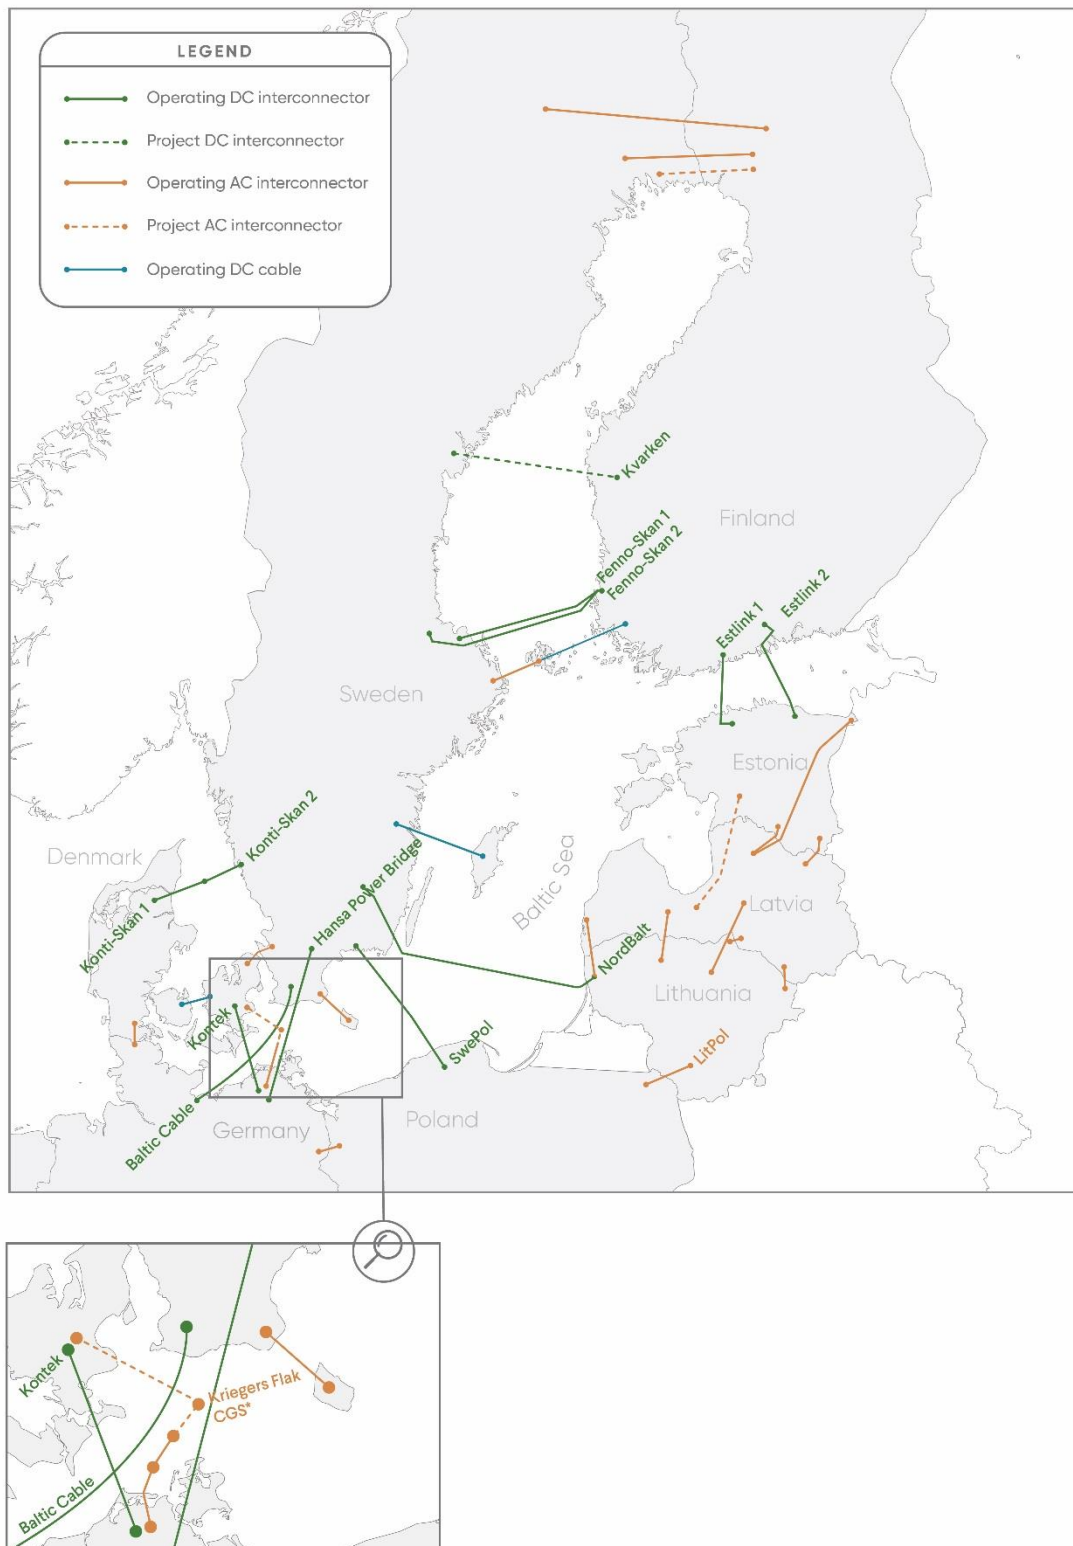 LEGEND
Operating DC interconnector
Project DC interconnector
Operating AC interconnector
Project AC interconnector
Operating DC cable
Kvarken
Finland
Fenno-Skan 1
Fenno-Skan 2
Estlink 1
Estlink 2
Sweden
Estonia
Denmark
Konti-Skan 2
Konti-Skan 1
Hansa Power Bridge
Baltic Sea
Latvia
NordBalt
Lithuania
Kontek
SwePol
LitPol
Baltic Cable
Germany
Poland
Kontek
Kriegers Flak
CGS*
Baltic Cable